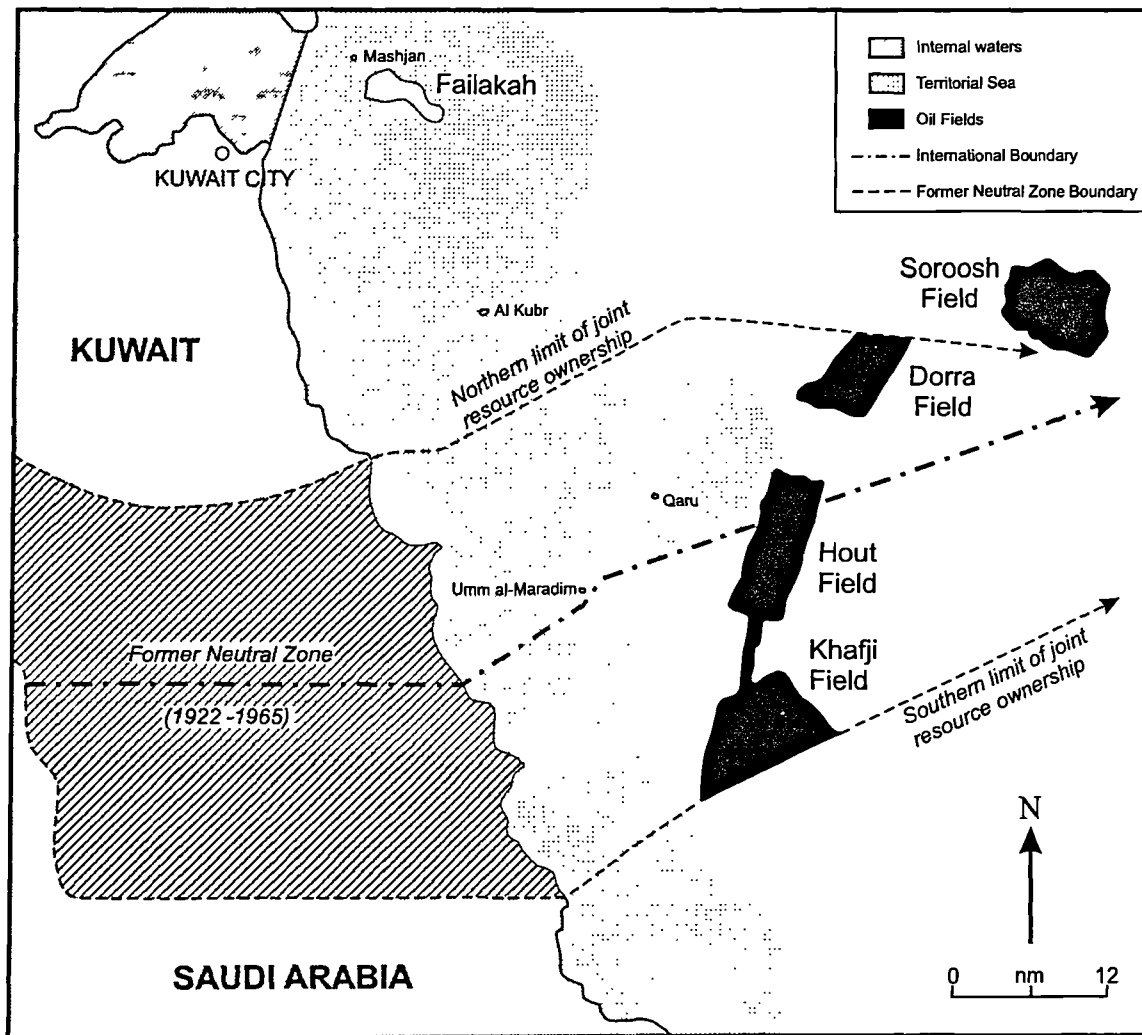 Mashjan
Failakah
KUWAIT CITY
Internal waters
Territorial Sea
Oil Fields
International Boundary
Former Neutral Zone Boundary
Soroosh
Field
Al Kubr
KUWAIT
Northern limit of joint
resource ownership
Dorra
Field
Qaru
Umm al-Maradim
Hout
Field
Former Neutral Zone
(1922 -1965)
Khafji
Field
Southern limit of joint
resource ownership
N
SAUDI ARABIA
0 nm 12